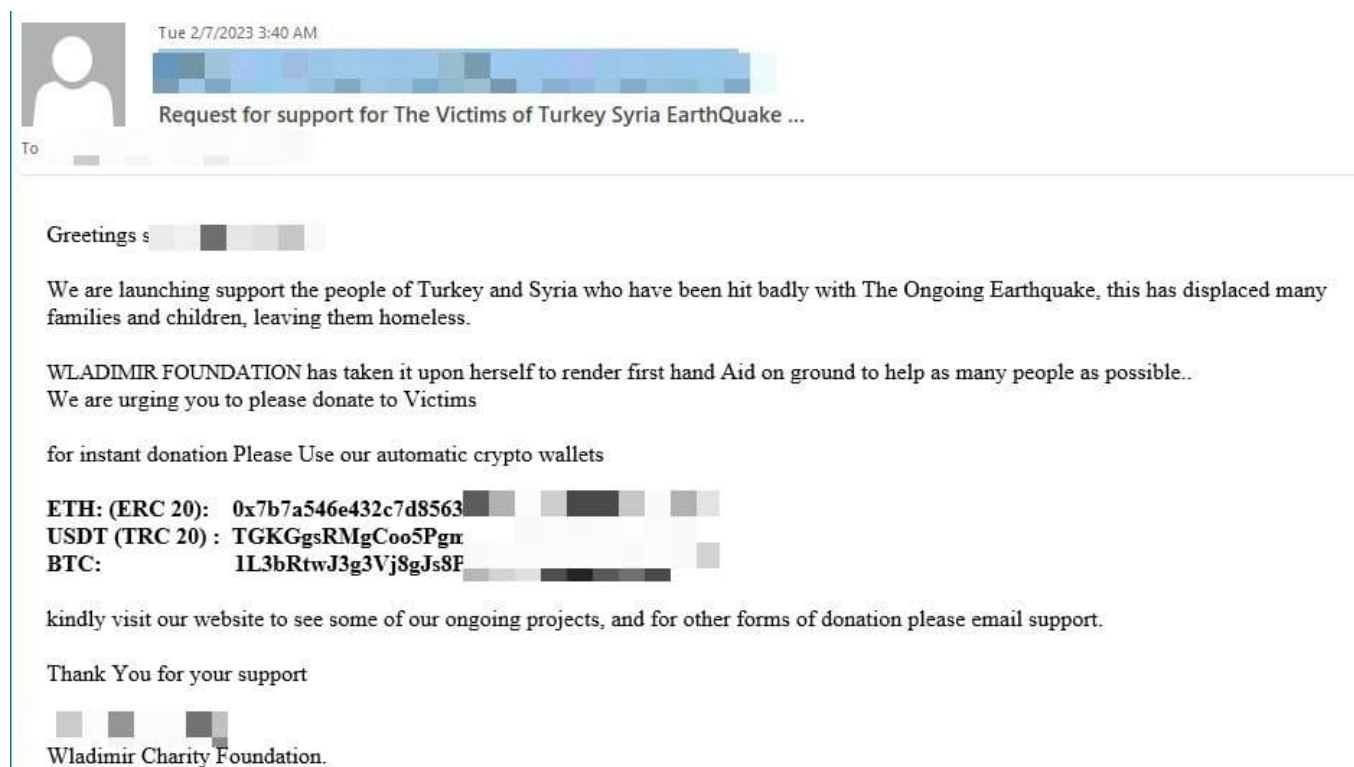 Tue 2/7/2023 3:40 AM
Request for support for The Victims of Turkey Syria EarthQuake ...
To
Greetings
We are launching support the people of Turkey and Syria who have been hit badly with The Ongoing Earthquake, this has displaced many
families and children, leaving them homeless.
WLADIMIR FOUNDATION has taken it upon herself to render first hand Aid on ground to help as many people as possible..
We are urging you to please donate to Victims
for instant donation Please Use our automatic crypto wallets
ETH: (ERC 20): 0x7b7a546e432c7d8563
USDT (TRC 20) : TGKGgsRMgCoo5Pgm
BTC: 1L3bRtwJ3g3Vj8gJs8P
kindly visit our website to see some of our ongoing projects, and for other forms of donation please email support.
Thank You for your support
Wladimir Charity Foundation.